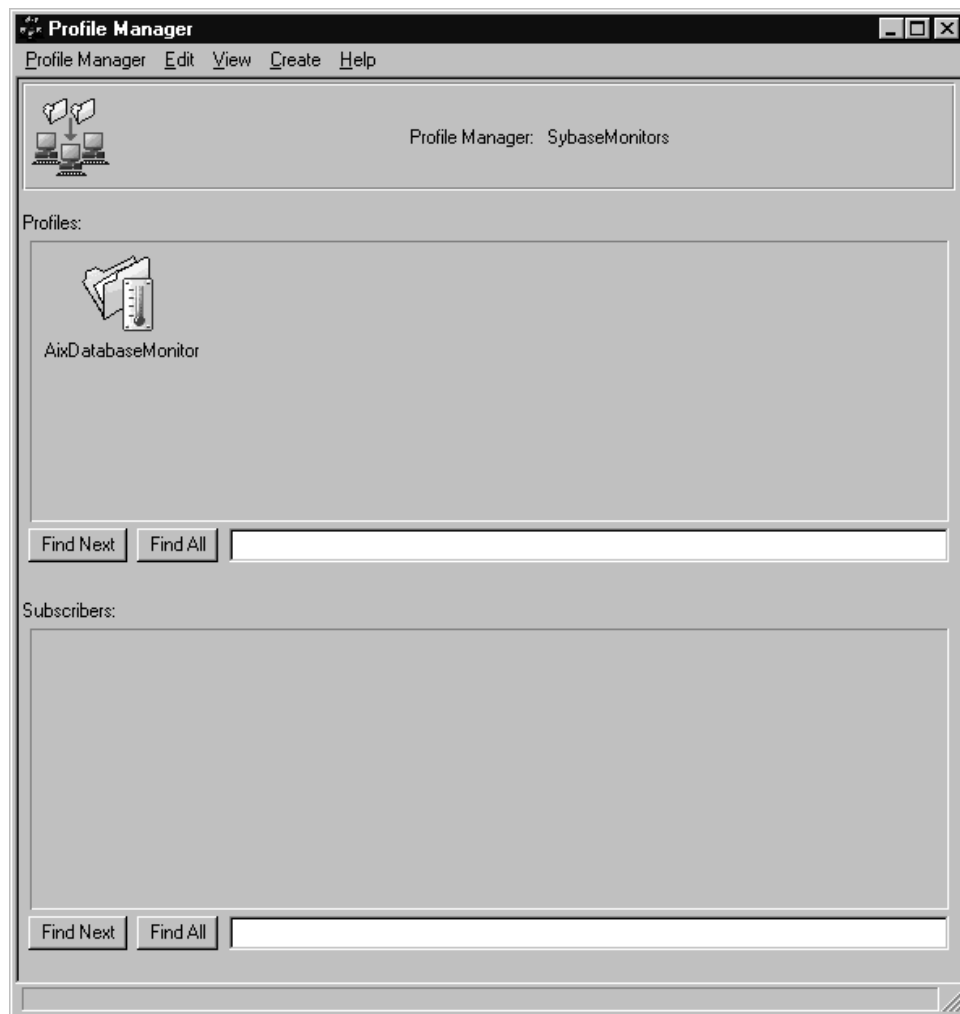 Profile Manager
Profile Manager Edit View Create Help
Profile Manager: SybaseMonitors
Profiles:
AixDatabaseMonitor
Find Next Find All
Subscribers:
Find Next Find All